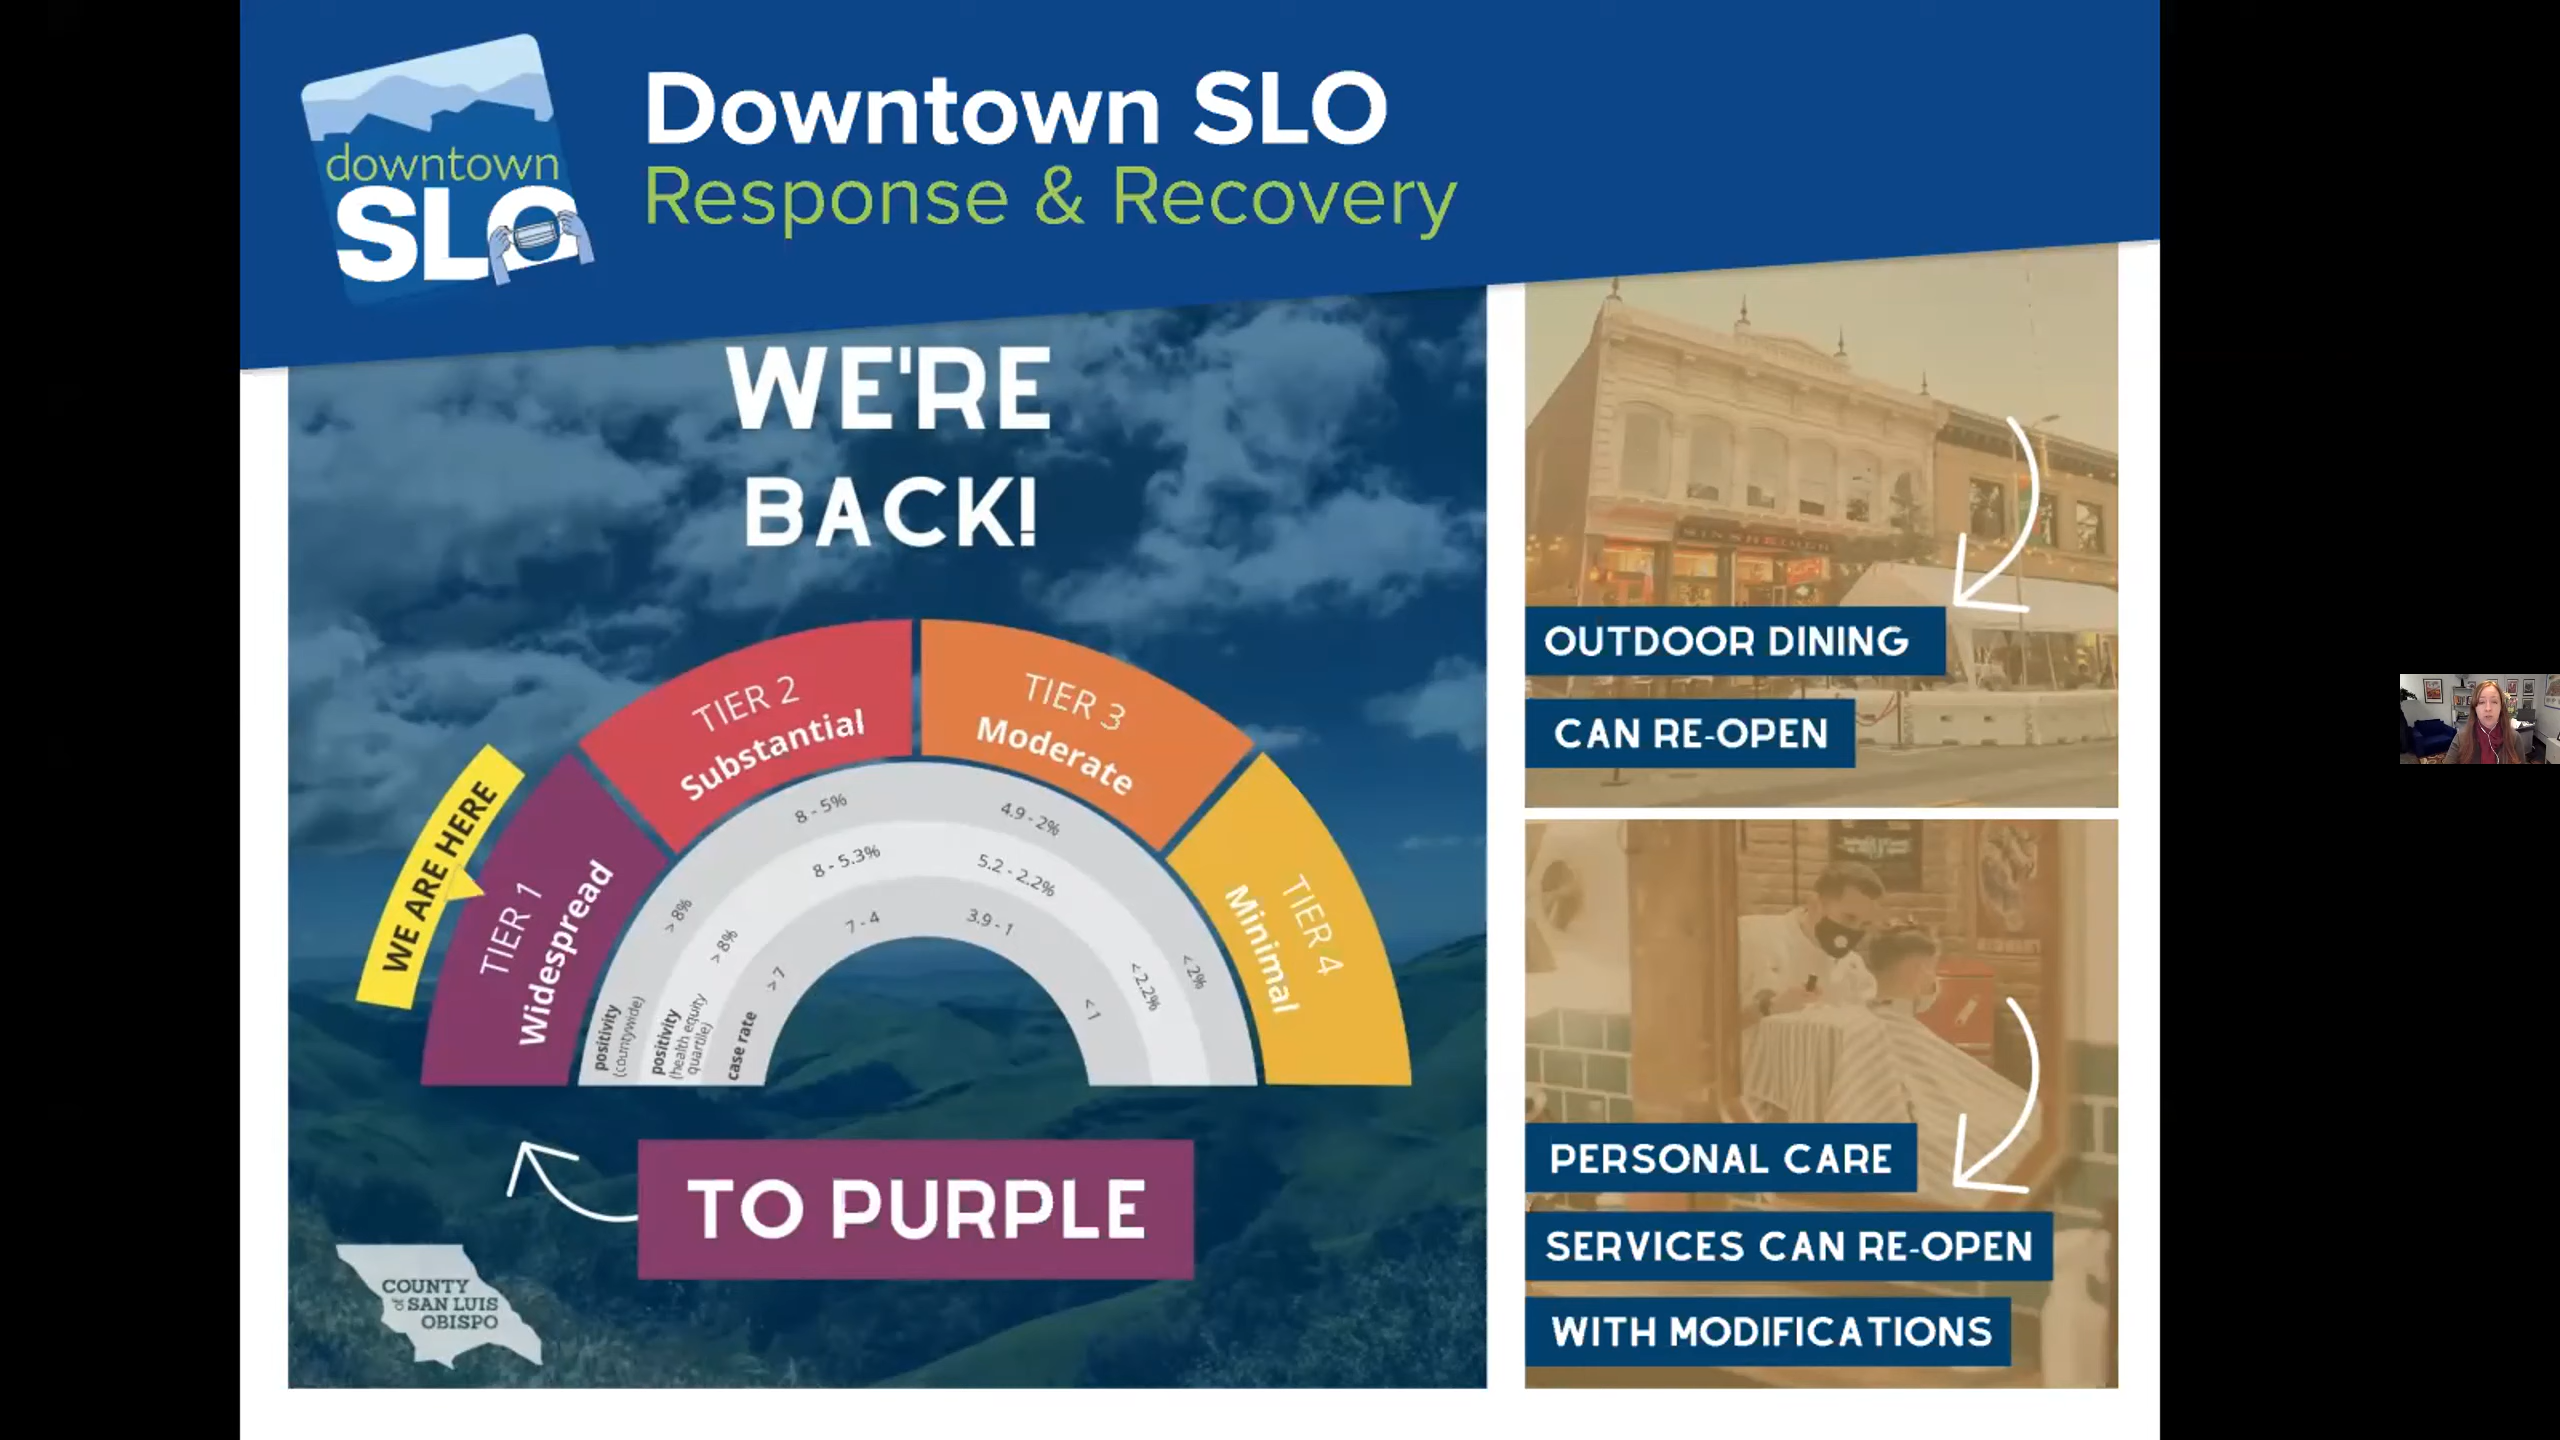 downtown
SLO
Downtown SLO
Response & Recovery
WE'RE
BACK!
WE ARE HERE
TIER 1
Widespread
TIER 2
Substantial
TIER 3
Moderate
TIER 4
Minimal
positivity
(countywide)
> 8%
8 - 5%
4.9 - 2%
< 2%
positivity
(health equity
quartile)
> 8%
8 - 5.3%
5.2 - 2.2%
< 2.2%
case rate
> 7
7 - 4
3.9 - 1
< 1
TO PURPLE
COUNTY
of SAN LUIS
OBISPO
OUTDOOR DINING
CAN RE-OPEN
PERSONAL CARE
SERVICES CAN RE-OPEN
WITH MODIFICATIONS